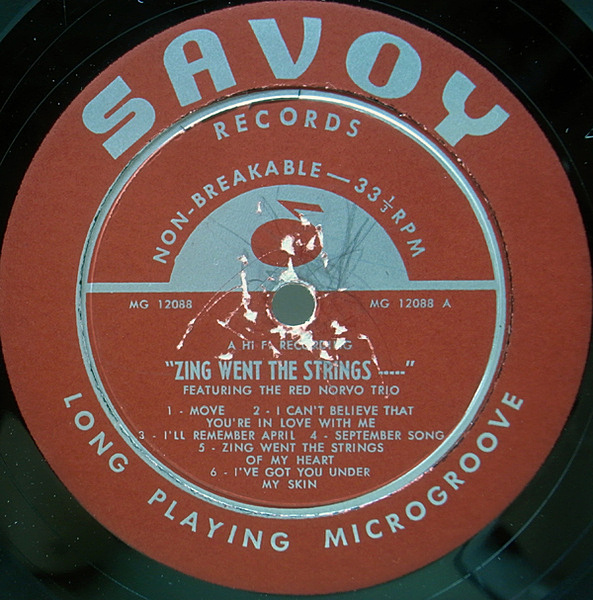 SAVOY
RECORDS
NON-BREAKABLE — 33 1/3 RPM
MG 12088
MG 12088 A
A HI FI RECORDING
"ZING WENT THE STRINGS -----"
FEATURING THE RED NORVO TRIO
1 - MOVE 2 - I CAN'T BELIEVE THAT
YOU'RE IN LOVE WITH ME
3 - I'LL REMEMBER APRIL 4 - SEPTEMBER SONG
5 - ZING WENT THE STRINGS
OF MY HEART
6 - I'VE GOT YOU UNDER
MY SKIN
LONG PLAYING MICROGROOVE